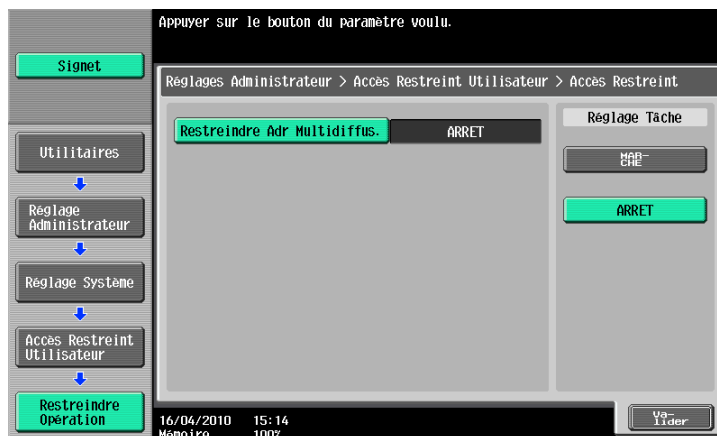 Appuyer sur le bouton du paramètre voulu.
Signet
Réglages Administrateur > Accès Restreint Utilisateur > Accès Restreint
Restreindre Adr Multidiffus.
ARRET
Réglage Tâche
MAR-
CHE
ARRET
Utilitaires
Réglage
Administrateur
Réglage Système
Accès Restreint
Utilisateur
Restreindre
Opération
16/04/2010 15:14
Mémoire 100%
Va-
lider